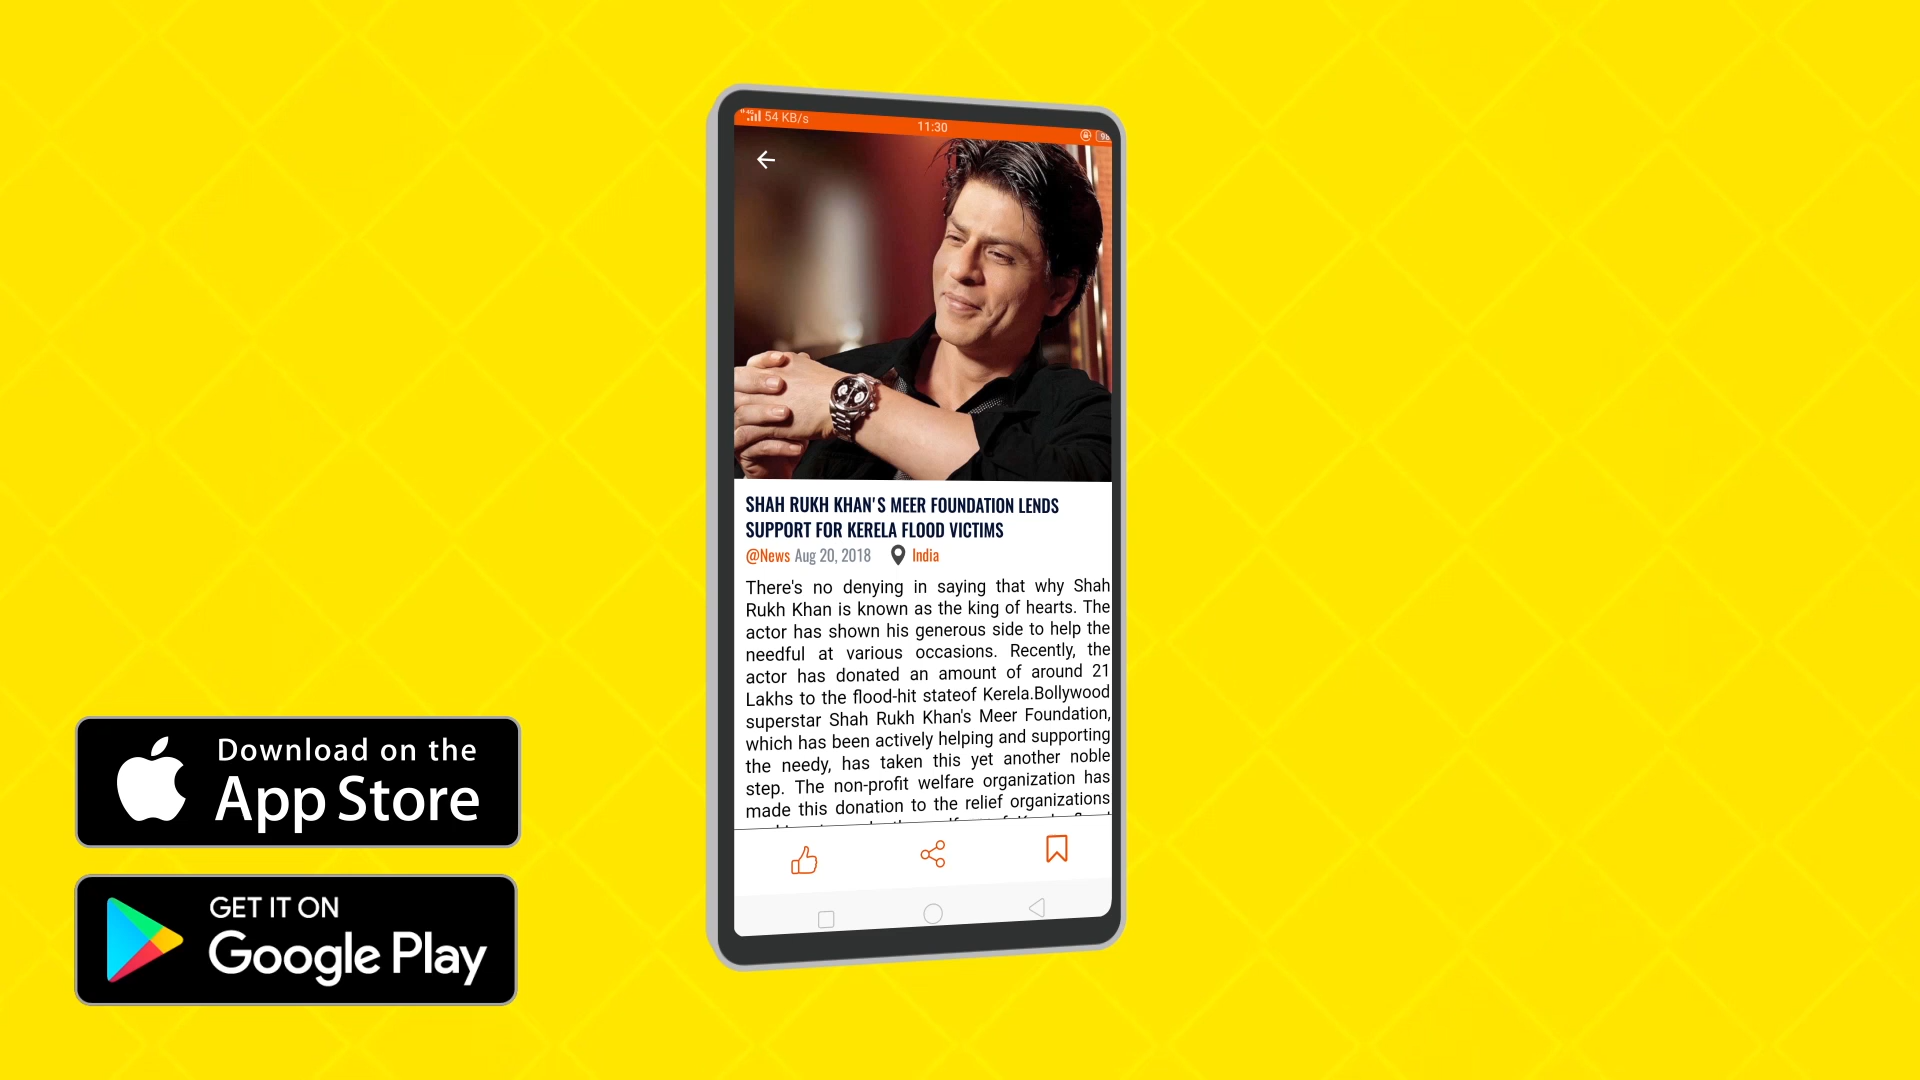 54 KB/s
11:30
SHAH RUKH KHAN'S MEER FOUNDATION LENDS
SUPPORT FOR KERELA FLOOD VICTIMS
@News Aug 20, 2018 India
There's no denying in saying that why Shah
Rukh Khan is known as the king of hearts. The
actor has shown his generous side to help the
needful at various occasions. Recently, the
actor has donated an amount of around 21
Lakhs to the flood-hit stateof Kerela.Bollywood
superstar Shah Rukh Khan's Meer Foundation,
which has been actively helping and supporting
the needy, has taken this yet another noble
step. The non-profit welfare organization has
made this donation to the relief organizations
Download on the
App Store
GET IT ON
Google Play